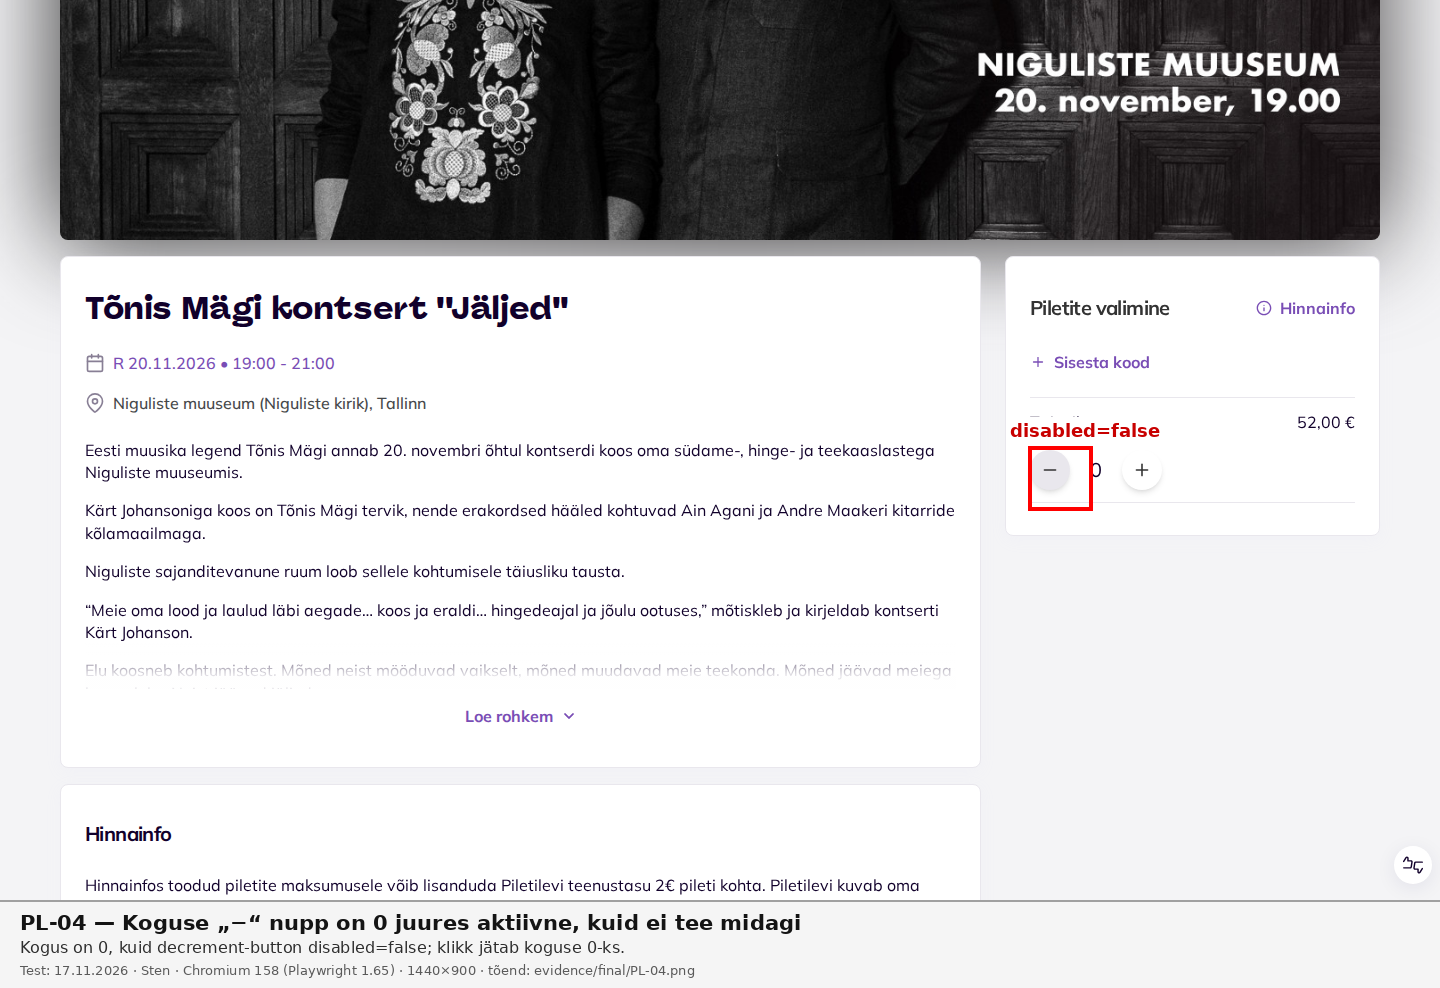 NIGULISTE MUUSEUM
20. november, 19.00
Tõnis Mägi kontsert "Jäljed"
R 20.11.2026 • 19:00 - 21:00
Niguliste muuseum (Niguliste kirik), Tallinn
Eesti muusika legend Tõnis Mägi annab 20. novembri õhtul kontserdi koos oma südame-, hinge- ja teekaaslastega
Niguliste muuseumis.
Kärt Johansoniga koos on Tõnis Mägi tervik, nende erakordsed hääled kohtuvad Ain Agani ja Andre Maakeri kitarride
kõlamaailmaga.
Niguliste sajanditevanune ruum loob sellele kohtumisele täiusliku tausta.
“Meie oma lood ja laulud läbi aegade... koos ja eraldi... hingedeajal ja jõulu ootuses,” mõtiskleb ja kirjeldab kontserti
Kärt Johanson.
Elu koosneb kohtumistest. Mõned neist mööduvad vaikselt, mõned muudavad meie teekonda. Mõned jäävad meiega
Loe rohkem
Hinnainfo
Hinnainfos toodud piletite maksumusele võib lisanduda Piletilevi teenustasu 2€ pileti kohta. Piletilevi kuvab oma
Piletite valimine
Hinnainfo
+ Sisesta kood
52,00 €
disabled=false
− 0 +
PL-04 — Koguse „−“ nupp on 0 juures aktiivne, kuid ei tee midagi
Kogus on 0, kuid decrement-button disabled=false; klikk jätab koguse 0-ks.
Test: 17.11.2026 · Sten · Chromium 158 (Playwright 1.65) · 1440×900 · tõend: evidence/final/PL-04.png